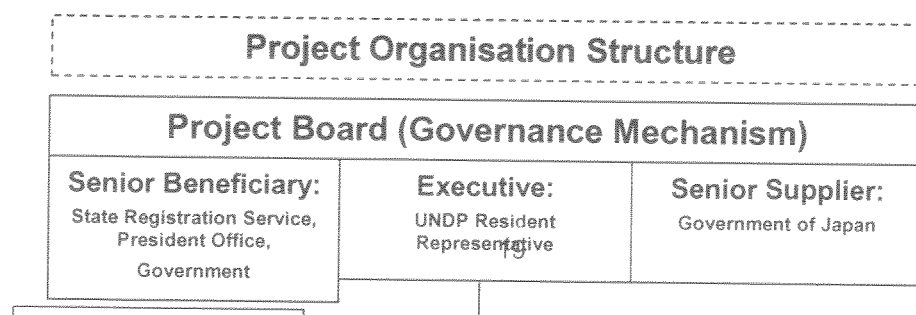 Project Organisation Structure
Project Board (Governance Mechanism)
Senior Beneficiary:
State Registration Service,
President Office,
Government
Executive:
UNDP Resident
Representative
Senior Supplier:
Government of Japan